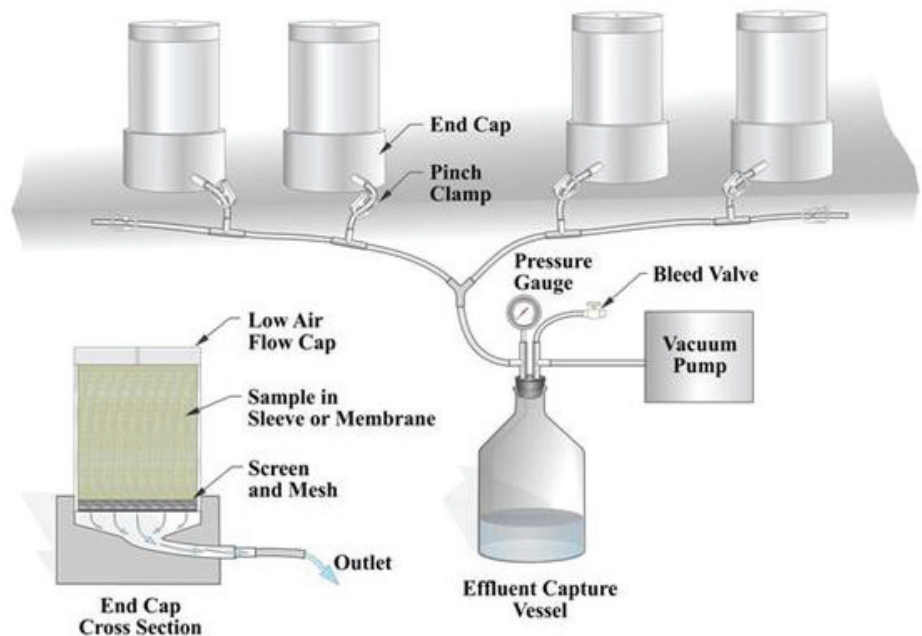 End Cap
Pinch
Clamp
Pressure
Gauge
Bleed Valve
Vacuum
Pump
Low Air
Flow Cap
Sample in
Sleeve or Membrane
Screen
and Mesh
Outlet
End Cap
Cross Section
Effluent Capture
Vessel